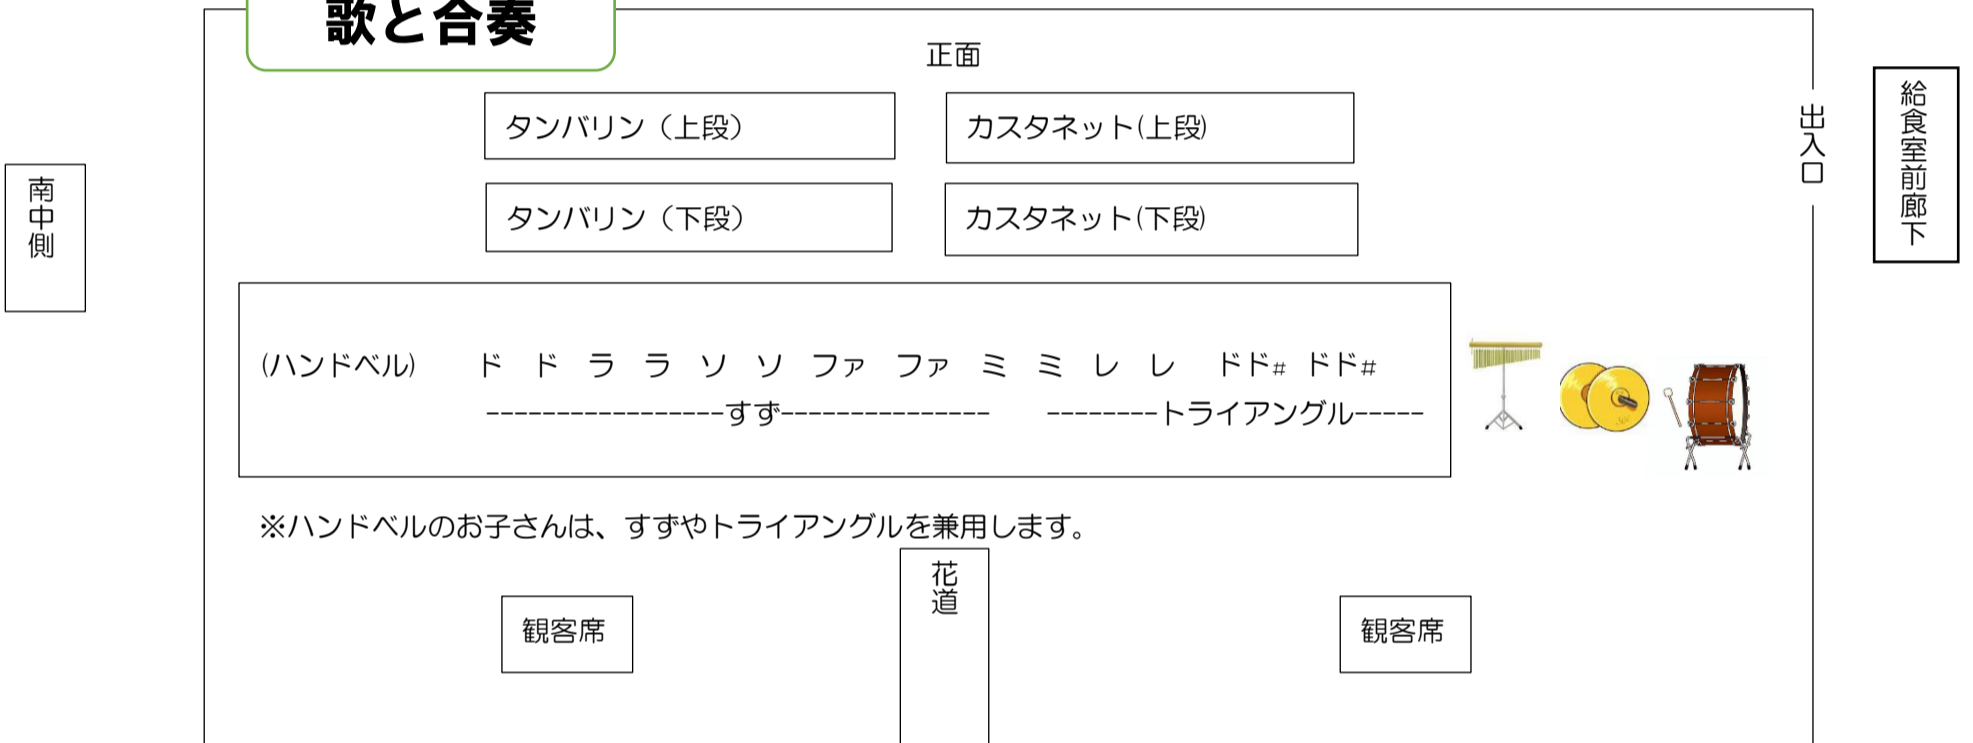 歌と合奏
正面
タンバリン（上段）
カスタネット(上段)
出入口
給食室前廊下
南中側
タンバリン（下段）
カスタネット(下段)
(ハンドベル) ド ド ラ ラ ソ ソ ファ ファ ミ ミ レ レ ドド# ドド#
-----------------すず--------------- --------トライアングル-----
※ハンドベルのお子さんは、すずやトライアングルを兼用します。
花道
観客席
観客席